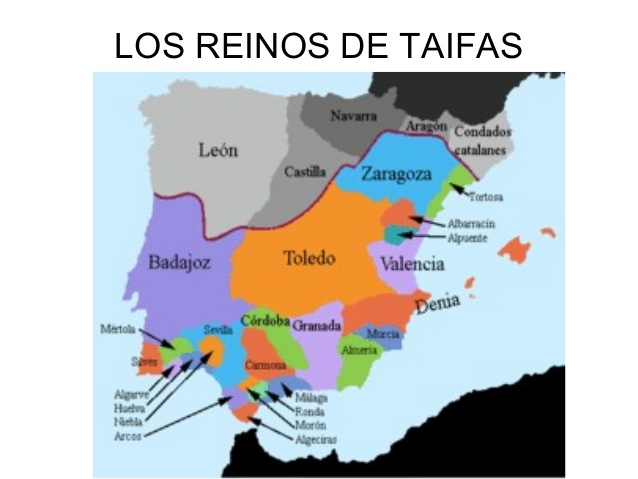 LOS REINOS DE TAIFAS
Navarra
Aragón
Condados
catalanes
León
Castilla
Zaragoza
Tortosa
Albarracín
Alpuente
Toledo
Badajoz
Valencia
Denia
Córdoba
Granada
Mértola
Sevilla
Murcia
Almería
Silves
Carmona
Algarve
Huelva
Niebla
Arcos
Málaga
Ronda
Morón
Algeciras